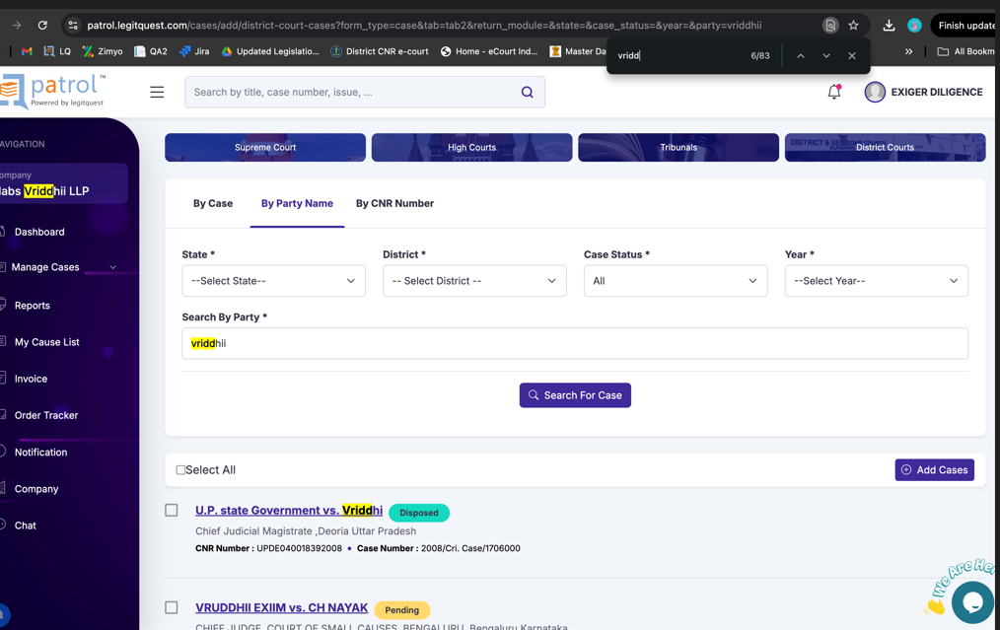 patrol.legitquest.com/cases/add/district-court-cases?form_type=case&tab=tab2&return_module=&state=&case_status=&year=&party=vriddhii
Finish update
LQ Zimyo QA2 Jira Updated Legislatio... District CNR e-court Home - eCourt Ind... Master Da » All Bookm
vridd 6/83
patrol™
Powered by legitquest
Search by title, case number, issue, ...
EXIGER DILIGENCE
AVIGATION
ompany
labs Vriddhii LLP
Dashboard
Manage Cases
Reports
My Cause List
Invoice
Order Tracker
Notification
Company
Chat
Supreme Court High Courts Tribunals District Courts
By Case By Party Name By CNR Number
State * District * Case Status * Year *
--Select State-- -- Select District -- All --Select Year--
Search By Party *
vriddhii
Search For Case
Select All Add Cases
U.P. state Government vs. Vriddhi Disposed
Chief Judicial Magistrate ,Deoria Uttar Pradesh
CNR Number : UPDE040018392008 • Case Number : 2008/Cri. Case/1706000
VRUDDHII EXIIM vs. CH NAYAK Pending
CHIEF JUDGE, COURT OF SMALL CAUSES, BENGALURU, Bengaluru Karnataka
We Are Her